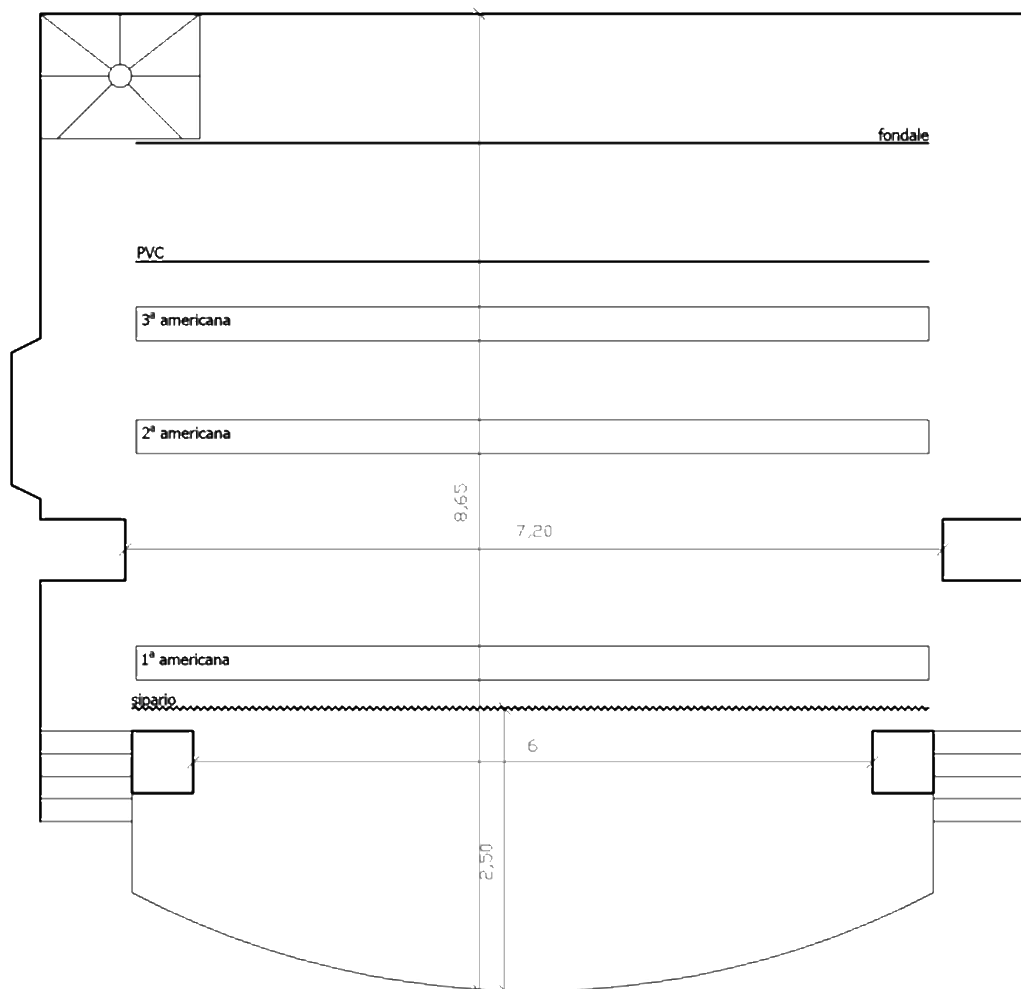 fondale
PVC
3ª americana
2ª americana
8,65
7,20
1ª americana
sipario
6
2,50